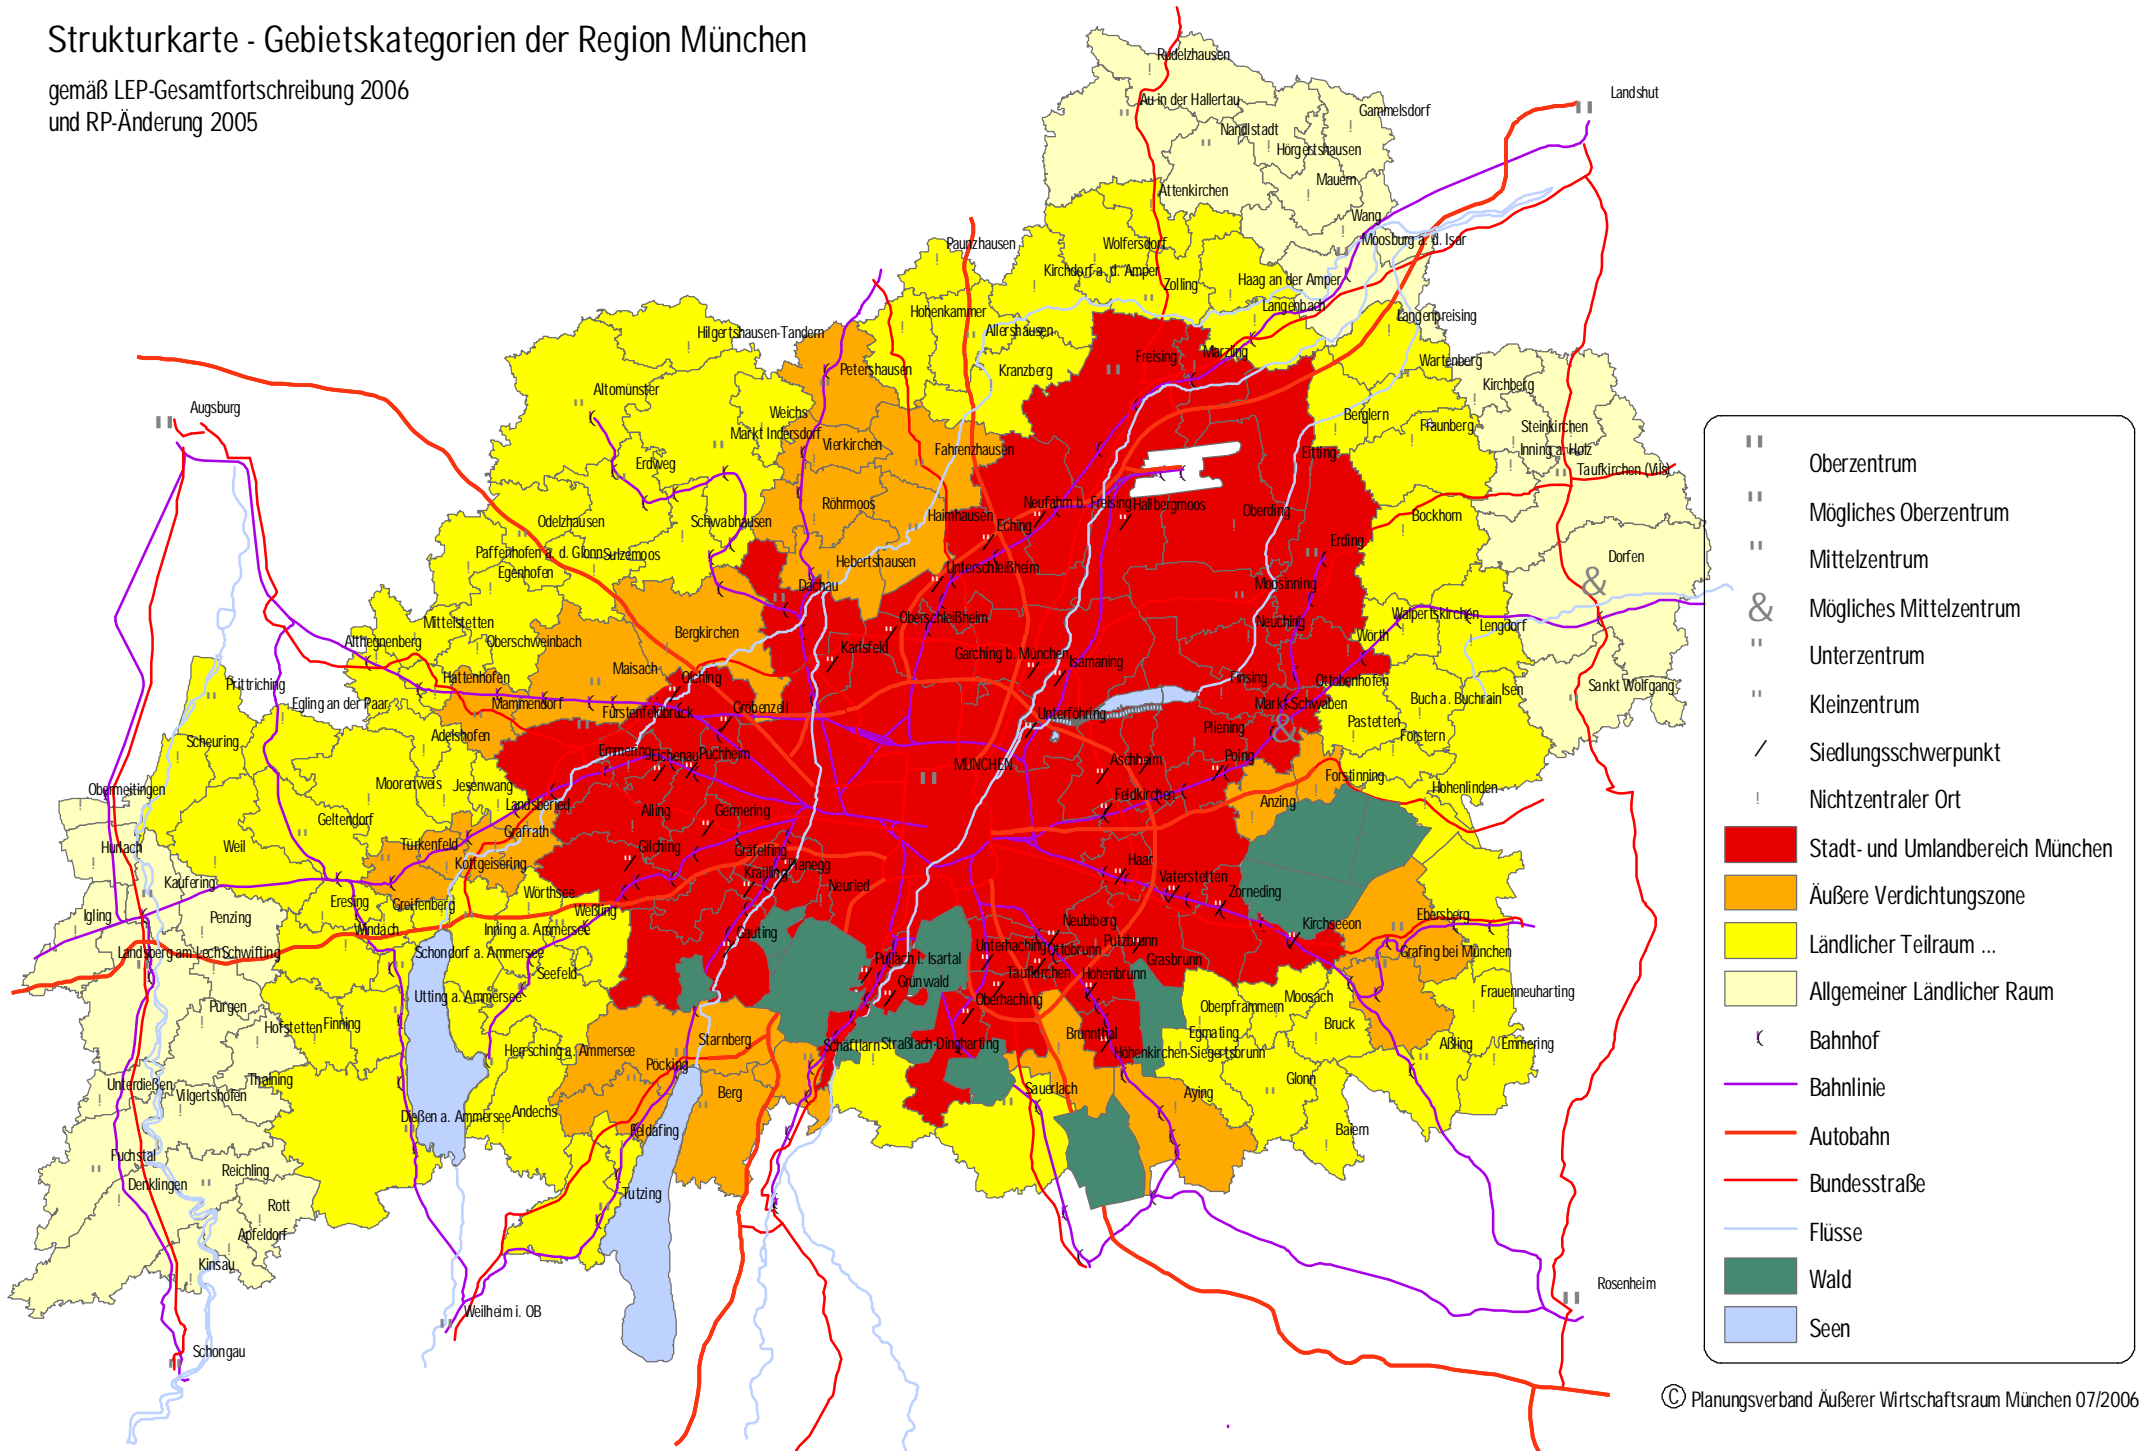 Strukturkarte - Gebietskategorien der Region München
gemäß LEP-Gesamtfortschreibung 2006
und RP-Änderung 2005
Rudelzhausen
Landshut
Au in der Hallertau
Gammelsdorf
Nandlstadt
Hörgertshausen
Mauern
Attenkirchen
Wang
Moosburg a. d. Isar
Paunzhausen
Wolfersdorf
Kirchdorf a. d. Amper
Zolling
Haag an der Amper
Langenbach
Hohenkammer
Langenpreising
Hilgertshausen-Tandern
Allershausen
Freising
Marzling
Wartenberg
Petershausen
Kranzberg
Kirchberg
Altomünster
Augsburg
Weichs
Berglern
Fraunberg
Steinkirchen
Markt Indersdorf
Vierkirchen
Fahrenzhausen
Eitting
Inning a. Holz
Erdweg
Taufkirchen (Vils)
Röhrmoos
Neufahrn b. Freising
Hallbergmoos
Oberding
Odelzhausen
Schwabhausen
Haimhausen
Eching
Bockhorn
Paffenhofen a. d. Glonn
Sulzemoos
Erding
Dorfen
Egenhofen
Hebertshausen
Unterschleißheim
Dachau
Moosinning
Mittelstetten
Oberschleißheim
Neuching
Walpertskirchen
Lengdorf
Althegnenberg
Oberschweinbach
Bergkirchen
Karlsfeld
Wörth
Maisach
Garching b. München
Isamaning
Hattenhofen
Olching
Finsing
Ottobenhofen
Prittriching
Isen
Sankt Wolfgang
Egling an der Paar
Mammendorf
Fürstenfeldbruck
Gröbenzell
Unterföhring
Markt Schwaben
Buch a. Buchrain
Pastetten
Scheuring
Adelshofen
Emmering
Eichenau
Puchheim
Pliening
Forstern
MÜNCHEN
Aschheim
Poing
Forstinning
Obermeitingen
Moorenweis
Jesenwang
Hohenlinden
Landsberied
Alling
Germering
Feldkirchen
Anzing
Geltendorf
Grafrath
Hurlach
Weil
Türkenfeld
Kottgeisering
Gilching
Gräfelfing
Planegg
Krailling
Haar
Vaterstetten
Kaufering
Wörthsee
Neuried
Zorneding
Igling
Penzing
Eresing
Greifenberg
Weßling
Neubiberg
Ebersberg
Windach
Inning a. Ammersee
Gauting
Kirchseeon
Landsberg am Lech
Schwifting
Schondorf a. Ammersee
Unterhaching
Ottobrunn
Putzbrunn
Grasbrunn
Grafing bei München
Pullach i. Isartal
Seefeld
Taufkirchen
Hohenbrunn
Grünwald
Utting a. Ammersee
Oberhaching
Frauenneuharting
Pürgen
Oberpframmern
Moosach
Hofstetten
Finning
Bruck
Egmating
Starnberg
Brunnthal
Aßling
Emmering
Herrsching a. Ammersee
Schäftlarn
Straßlach-Dingharting
Höhenkirchen-Siegertsbrunn
Pöcking
Thaining
Glonn
Unterdießen
Vilgertshofen
Berg
Sauerlach
Aying
Dießen a. Ammersee
Andechs
Feldafing
Baiern
Fuchstal
Reichling
Denklingen
Tutzing
Rott
Apfeldorf
Kinsau
Rosenheim
Weilheim i. OB
Schongau
Oberzentrum
Mögliches Oberzentrum
Mittelzentrum
& Mögliches Mittelzentrum
Unterzentrum
Kleinzentrum
Siedlungsschwerpunkt
Nichtzentraler Ort
Stadt- und Umlandbereich München
Äußere Verdichtungszone
Ländlicher Teilraum ...
Allgemeiner Ländlicher Raum
Bahnhof
Bahnlinie
Autobahn
Bundesstraße
Flüsse
Wald
Seen
© Planungsverband Äußerer Wirtschaftsraum München 07/2006